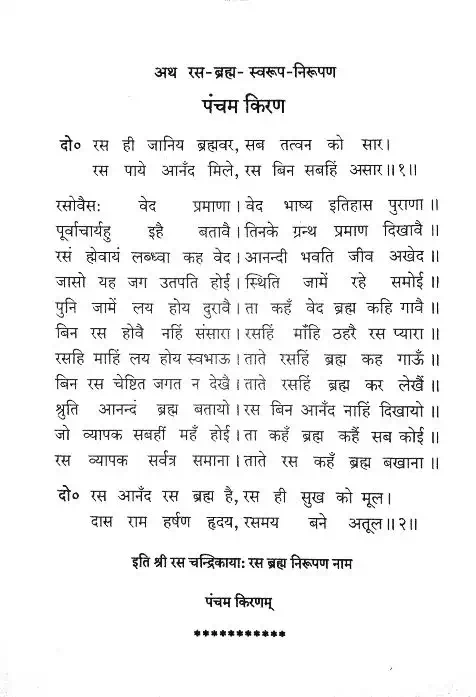 अथ रस-ब्रह्म- स्वरूप-निरूपण
पंचम किरण
दो० रस ही जानिय ब्रह्मवर, सब तत्वन को सार।
रस पाये आनँद मिले, रस बिन सबहिं असार॥१॥
रसोवैसः वेद प्रमाणा। वेद भाष्य इतिहास पुराणा॥
पूर्वाचार्यहु इहै बतावै। तिनके ग्रन्थ प्रमाण दिखावै॥
रसं ह्येवायं लब्ध्वा कह वेद। आनन्दी भवति जीव अखेद॥
जासो यह जग उतपति होई। स्थिति जामें रहे समोई॥
पुनि जामें लय होय दुरावै। ता कहँ वेद ब्रह्म कहि गावै॥
बिन रस होवै नहिं संसारा। रसहिं माँहि ठहरै रस प्यारा॥
रसहि माहिं लय होय स्वभाऊ। ताते रसहिं ब्रह्म कह गाऊँ॥
बिन रस चेष्टित जगत न देखै। ताते रसहिं ब्रह्म कर लेखैं॥
श्रुति आनन्दं ब्रह्म बतायो। रस बिन आनँद नाहिं दिखायो॥
जो व्यापक सबहीं महँ होई। ता कहँ ब्रह्म कहैं सब कोई॥
रस व्यापक सर्वत्र समाना। ताते रस कहँ ब्रह्म बखाना॥
दो० रस आनँद रस ब्रह्म है, रस ही सुख को मूल।
दास राम हर्षण हृदय, रसमय बने अतूल॥२॥
इति श्री रस चन्द्रिकायाः रस ब्रह्म निरूपण नाम
पंचम किरणम्
***********